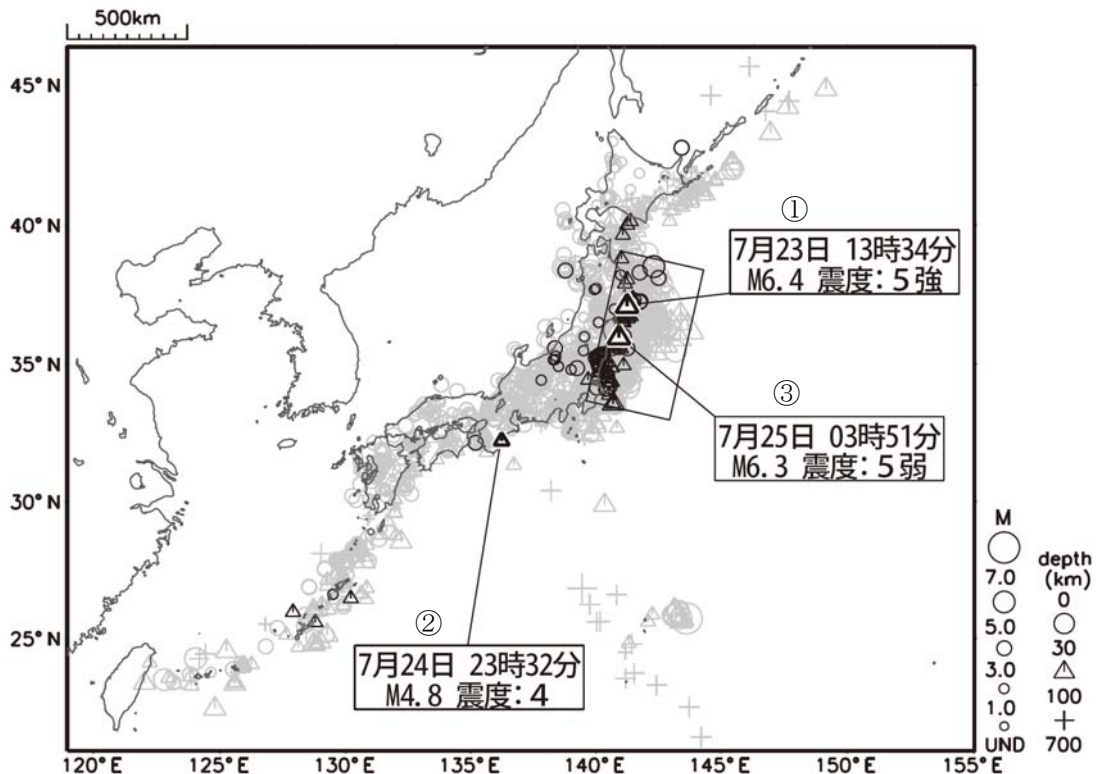 500km
45°N
40°N
35°N
30°N
25°N
①
7月23日 13時34分
M6.4 震度：5強
③
7月25日 03時51分
M6.3 震度：5弱
②
7月24日 23時32分
M4.8 震度：4
M
7.0
5.0
3.0
1.0
UND
depth
(km)
0
30
100
700
120°E
125°E
130°E
135°E
140°E
145°E
150°E
155°E